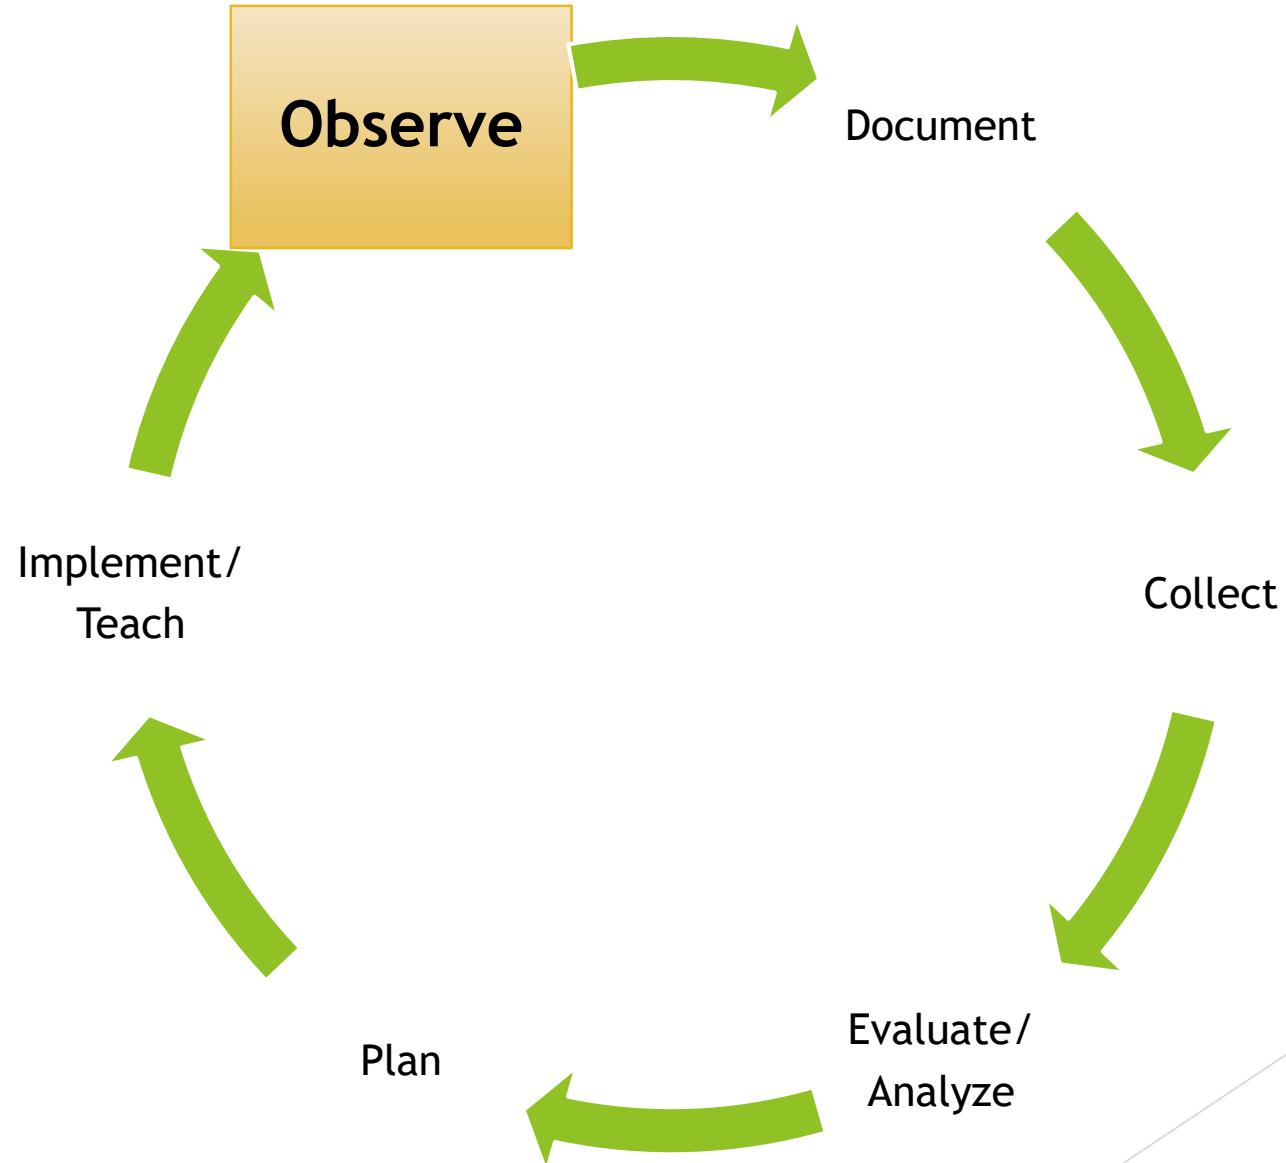 Observe
Document
Collect
Evaluate/
Analyze
Plan
Implement/
Teach